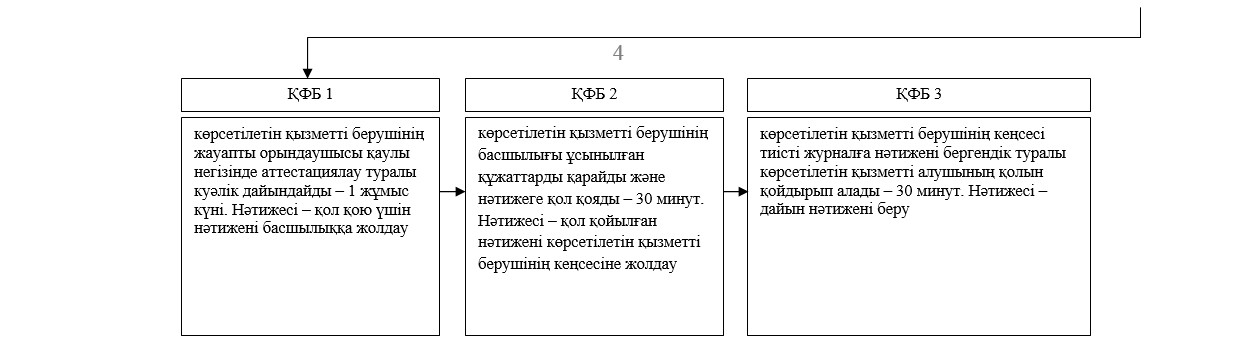 4
ҚФБ 1
көрсетілетін қызметті берушінің
жауапты орындаушысы қаулы
негізінде аттестациялау туралы
куәлік дайындайды – 1 жұмыс
күні. Нәтижесі – қол қою үшін
нәтижені басшылыққа жолдау
ҚФБ 2
көрсетілетін қызметті берушінің
басшылығы ұсынылған
құжаттарды қарайды және
нәтижеге қол қояды – 30 минут.
Нәтижесі – қол қойылған
нәтижені көрсетілетін қызметті
берушінің кеңсесіне жолдау
ҚФБ 3
көрсетілетін қызметті берушінің кеңсесі
тиісті журналға нәтижені бергендік туралы
көрсетілетін қызметті алушының қолын
қойдырып алады – 30 минут. Нәтижесі –
дайын нәтижені беру